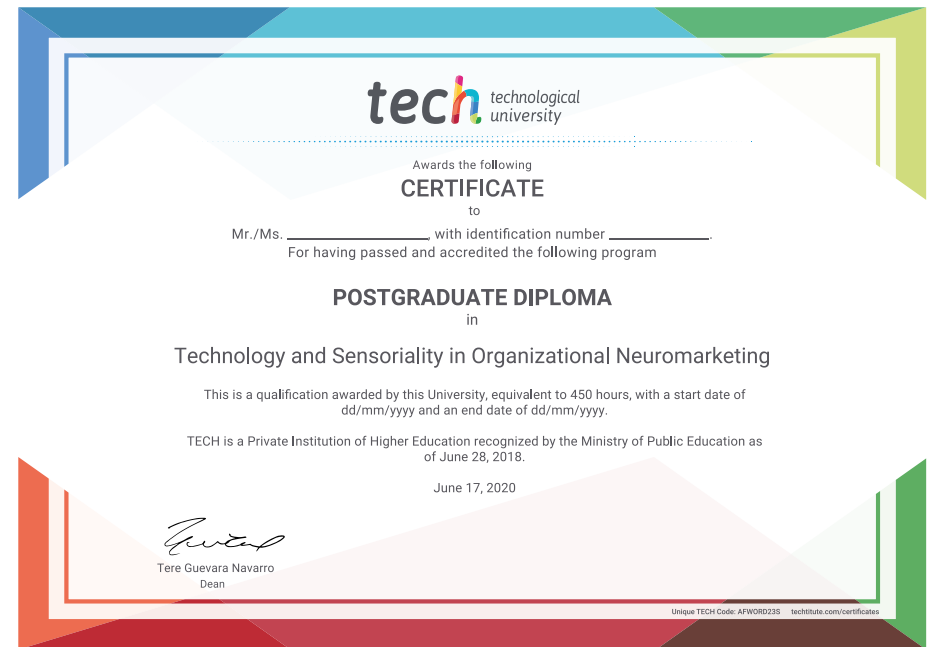 tech technological
university
Awards the following
CERTIFICATE
to
Mr./Ms. ____________________, with identification number ______________.
For having passed and accredited the following program
POSTGRADUATE DIPLOMA
in
Technology and Sensoriality in Organizational Neuromarketing
This is a qualification awarded by this University, equivalent to 450 hours, with a start date of
dd/mm/yyyy and an end date of dd/mm/yyyy.
TECH is a Private Institution of Higher Education recognized by the Ministry of Public Education as
of June 28, 2018.
June 17, 2020
Tere Guevara Navarro
Dean
Unique TECH Code: AFWORD23S techtitute.com/certificates